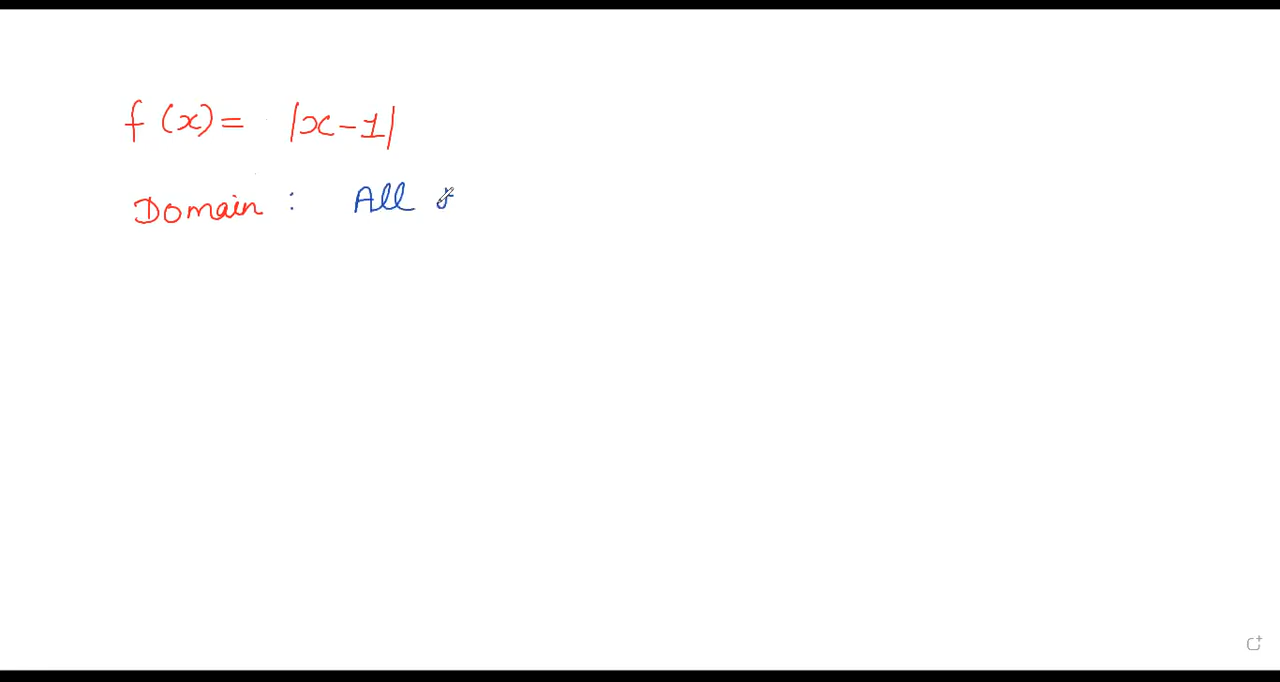 f(x) = |x-1|
Domain : All